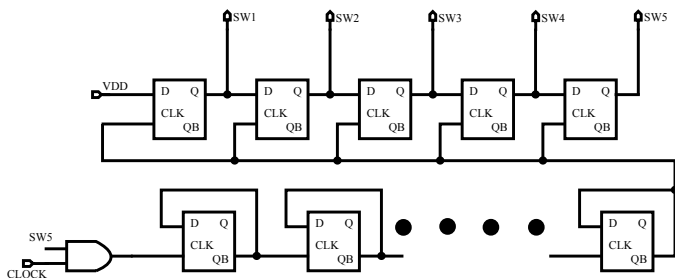 SW1 SW2 SW3 SW4 SW5
VDD
D Q D Q D Q D Q D Q
CLK CLK CLK CLK CLK
QB QB QB QB QB
D Q D Q D Q
SW5
CLK CLK CLK
QB QB QB
CLOCK